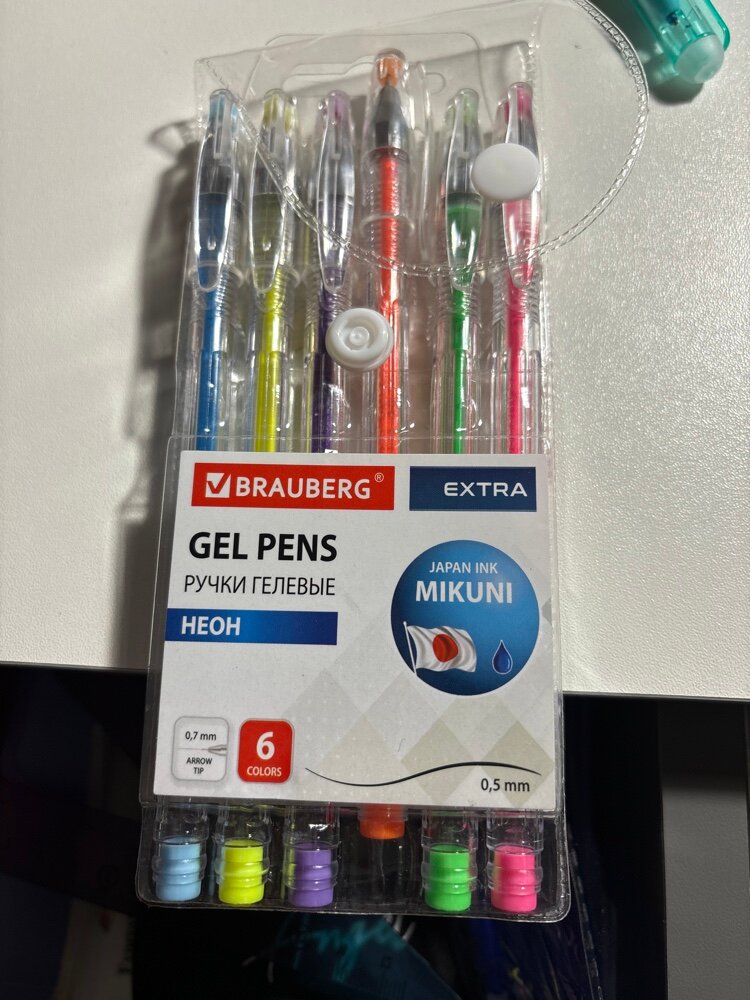 BRAUBERG®
EXTRA
GEL PENS
РУЧКИ ГЕЛЕВЫЕ
НЕОН
JAPAN INK
MIKUNI
0,7 mm
ARROW
TIP
6
COLORS
0,5 mm